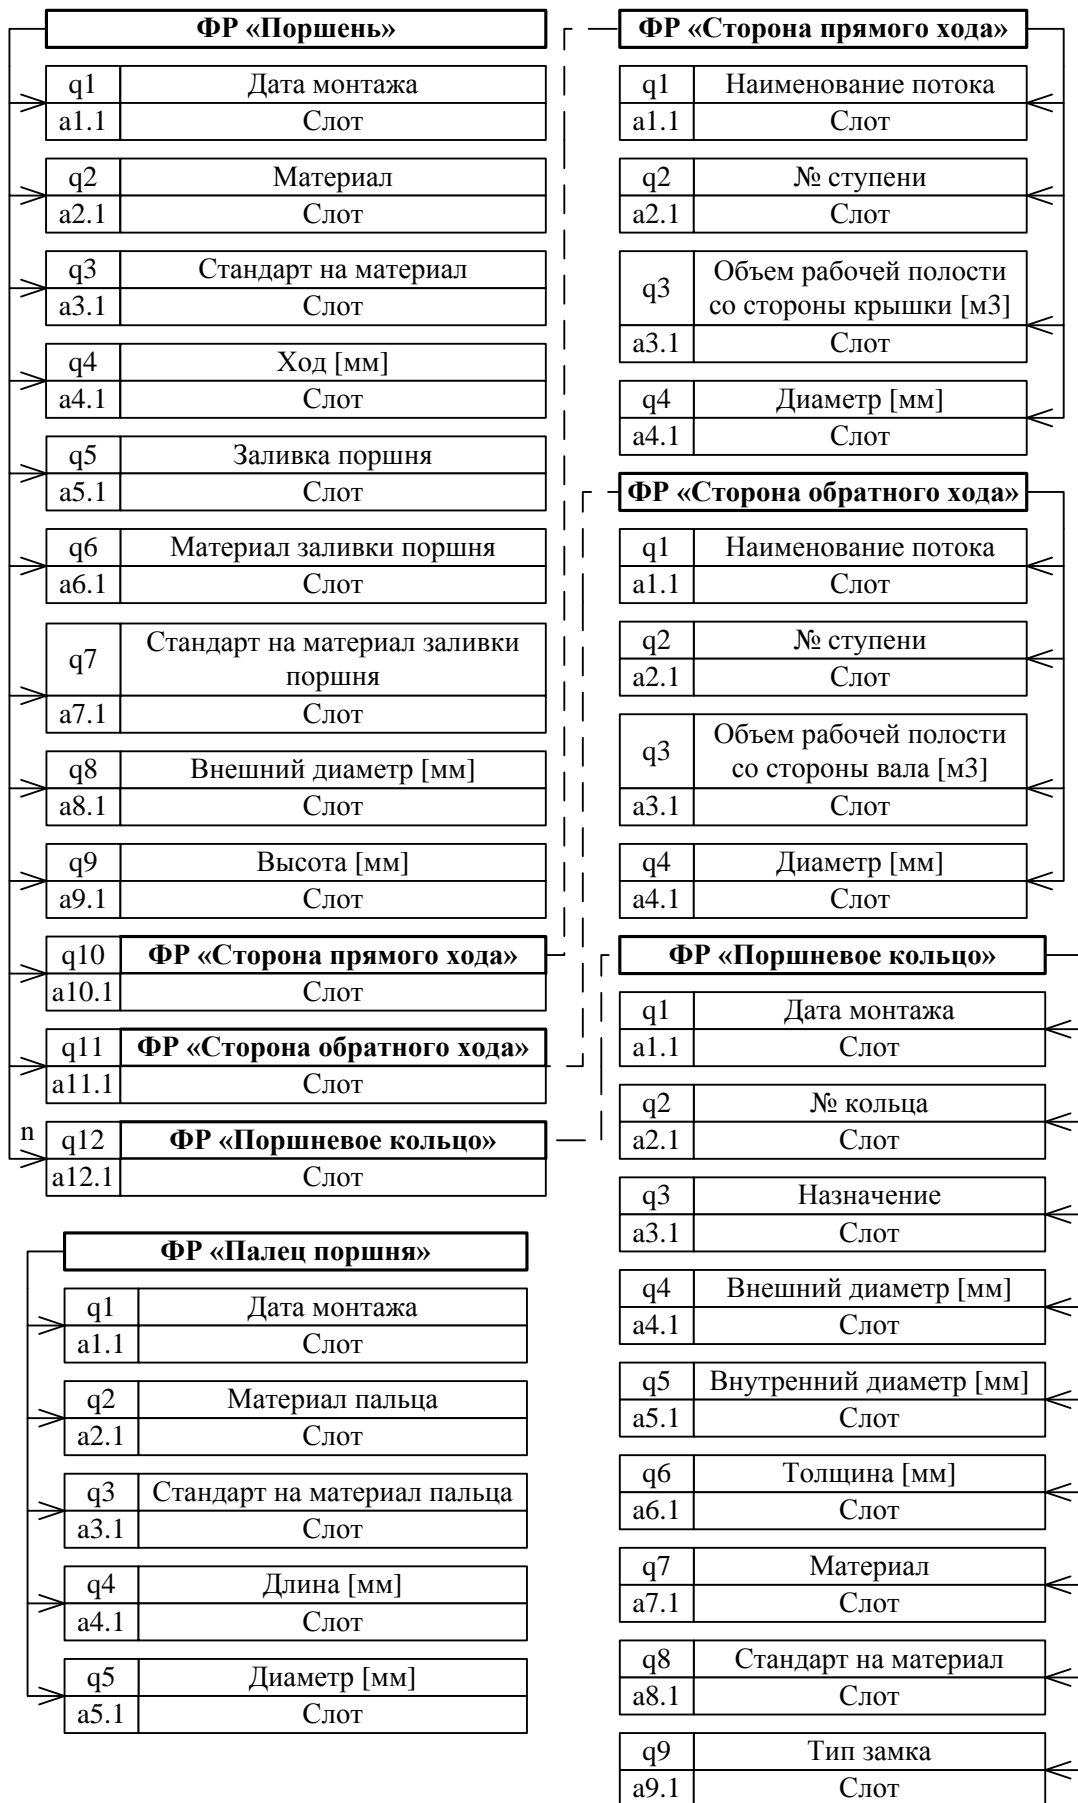 ФР «Поршень»
q1 Дата монтажа
a1.1 Слот
q2 Материал
a2.1 Слот
q3 Стандарт на материал
a3.1 Слот
q4 Ход [мм]
a4.1 Слот
q5 Заливка поршня
a5.1 Слот
q6 Материал заливки поршня
a6.1 Слот
q7 Стандарт на материал заливки
поршня
a7.1 Слот
q8 Внешний диаметр [мм]
a8.1 Слот
q9 Высота [мм]
a9.1 Слот
q10 ФР «Сторона прямого хода»
a10.1 Слот
q11 ФР «Сторона обратного хода»
a11.1 Слот
n q12 ФР «Поршневое кольцо»
a12.1 Слот
ФР «Палец поршня»
q1 Дата монтажа
a1.1 Слот
q2 Материал пальца
a2.1 Слот
q3 Стандарт на материал пальца
a3.1 Слот
q4 Длина [мм]
a4.1 Слот
q5 Диаметр [мм]
a5.1 Слот
ФР «Сторона прямого хода»
q1 Наименование потока
a1.1 Слот
q2 № ступени
a2.1 Слот
q3 Объем рабочей полости
со стороны крышки [м3]
a3.1 Слот
q4 Диаметр [мм]
a4.1 Слот
ФР «Сторона обратного хода»
q1 Наименование потока
a1.1 Слот
q2 № ступени
a2.1 Слот
q3 Объем рабочей полости
со стороны вала [м3]
a3.1 Слот
q4 Диаметр [мм]
a4.1 Слот
ФР «Поршневое кольцо»
q1 Дата монтажа
a1.1 Слот
q2 № кольца
a2.1 Слот
q3 Назначение
a3.1 Слот
q4 Внешний диаметр [мм]
a4.1 Слот
q5 Внутренний диаметр [мм]
a5.1 Слот
q6 Толщина [мм]
a6.1 Слот
q7 Материал
a7.1 Слот
q8 Стандарт на материал
a8.1 Слот
q9 Тип замка
a9.1 Слот